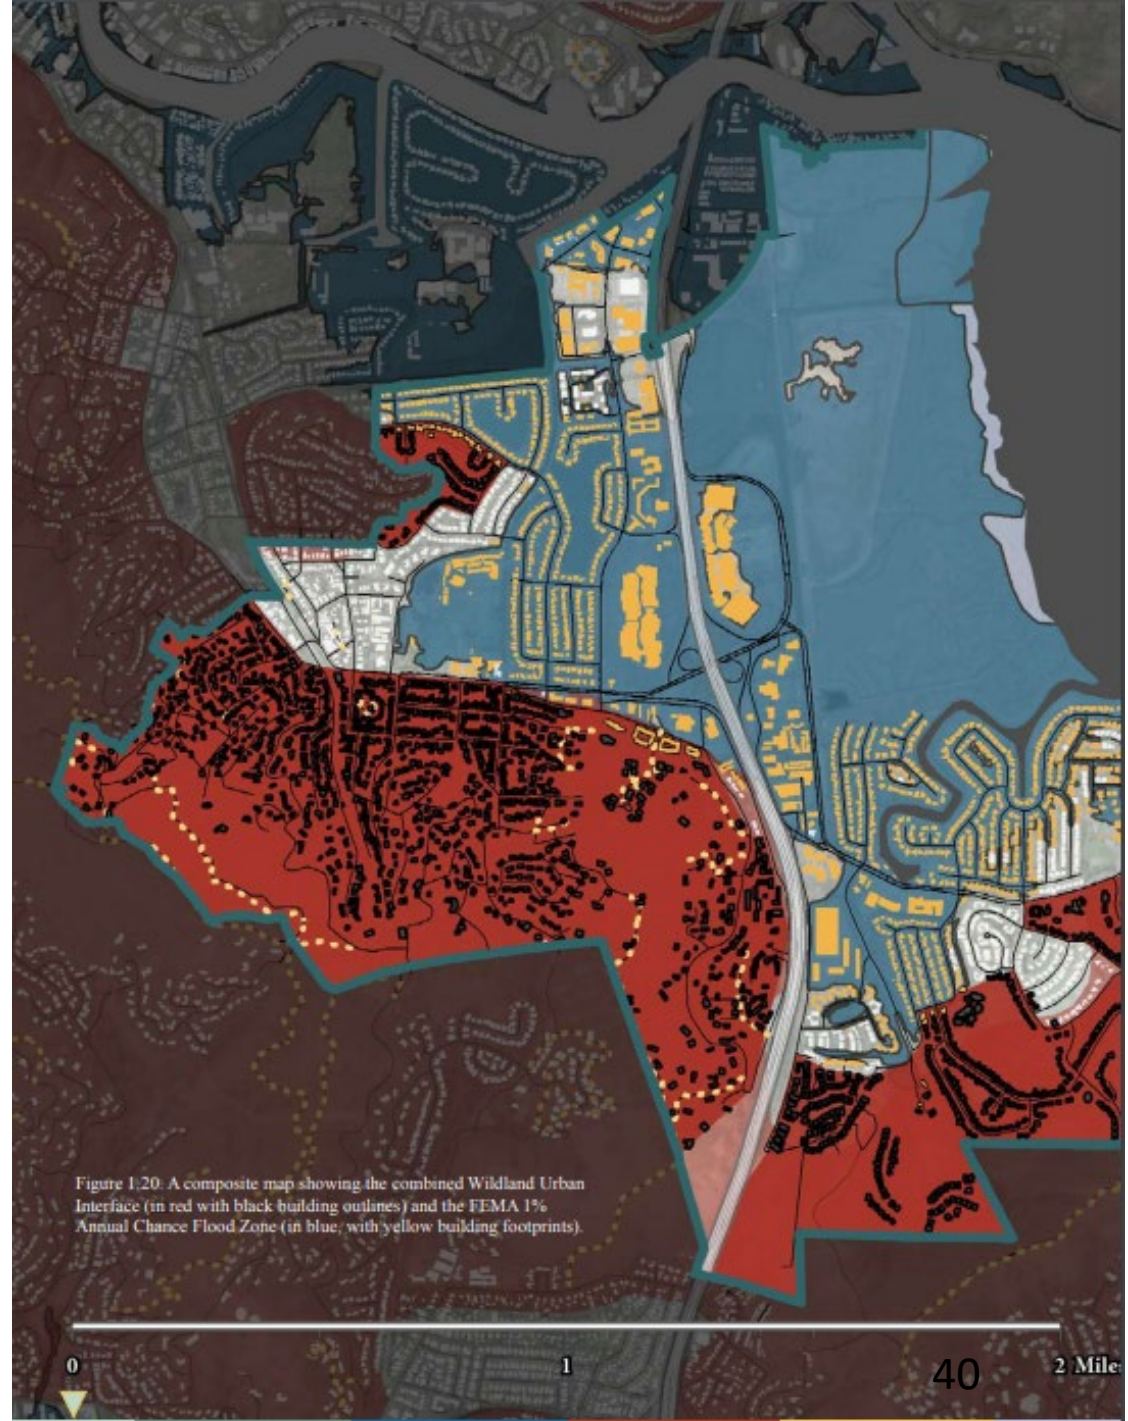 Figure 1.20: A composite map showing the combined Wildland Urban
Interface (in red with black building outlines) and the FEMA 1%
Annual Chance Flood Zone (in blue, with yellow building footprints).
0 1 2 Mile
40